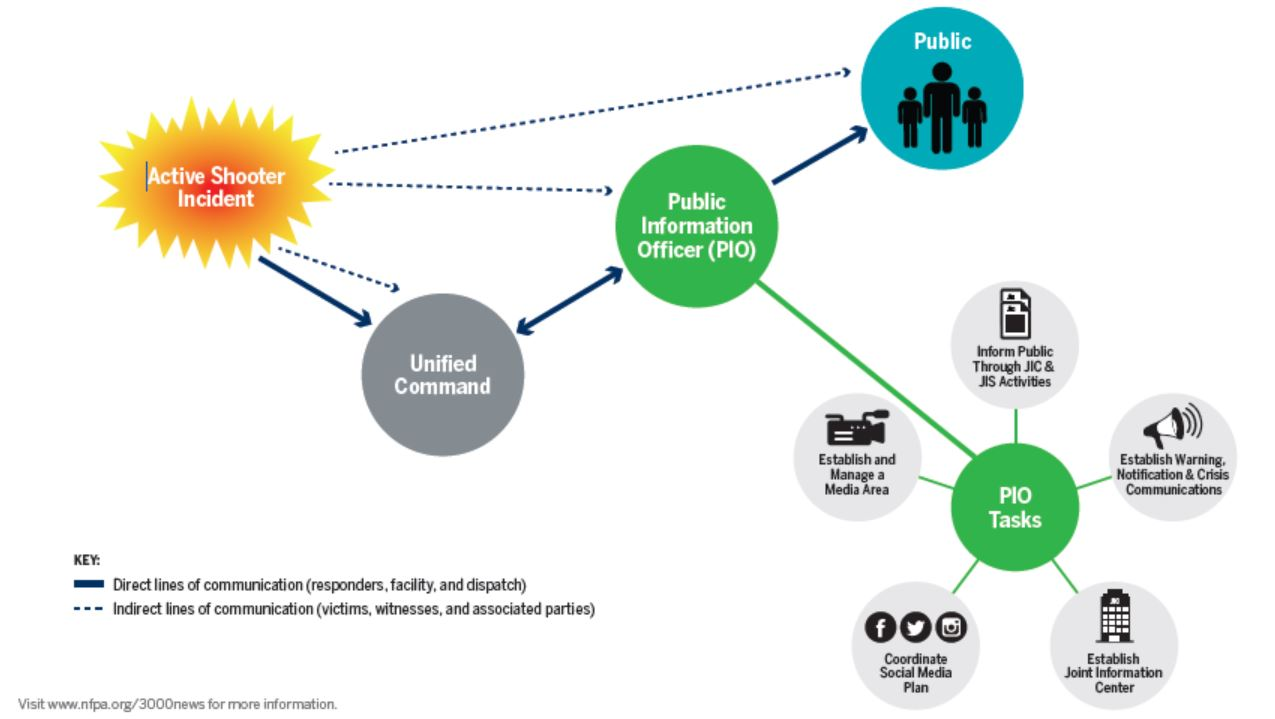 Public
Active Shooter
Incident
Public
Information
Officer (PIO)
Unified
Command
Inform Public
Through JIC &
JIS Activities
Establish and
Manage a
Media Area
Establish Warning,
Notification & Crisis
Communications
PIO
Tasks
Coordinate
Social Media
Plan
Establish
Joint Information
Center
KEY:
Direct lines of communication (responders, facility, and dispatch)
Indirect lines of communication (victims, witnesses, and associated parties)
Visit www.nfpa.org/3000news for more information.